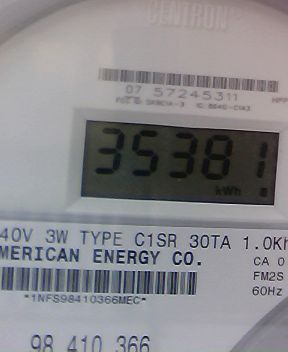 CENTRON
07 57245311
35381
kWh
40V 3W TYPE C1SR 30TA 1.0Kh
MERICAN ENERGY CO.
CA 0
FM2S
60Hz
*1NFS98410366MEC*
98 410 366